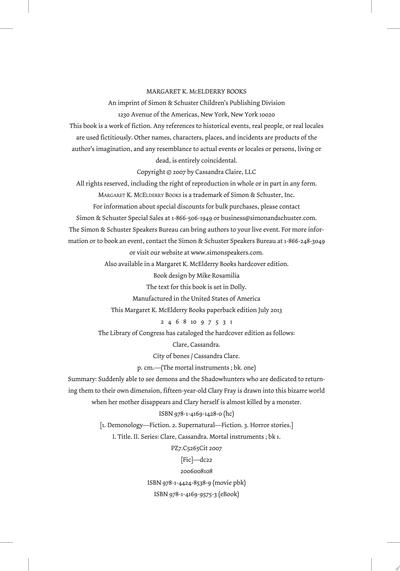 MARGARET K. McELDERRY BOOKS
An imprint of Simon & Schuster Children's Publishing Division
1230 Avenue of the Americas, New York, New York 10020
This book is a work of fiction. Any references to historical events, real people, or real locales
are used fictitiously. Other names, characters, places, and incidents are products of the
author's imagination, and any resemblance to actual events or locales or persons, living or
dead, is entirely coincidental.
Copyright © 2007 by Cassandra Claire, LLC
All rights reserved, including the right of reproduction in whole or in part in any form.
MARGARET K. McELDERRY BOOKS is a trademark of Simon & Schuster, Inc.
For information about special discounts for bulk purchases, please contact
Simon & Schuster Special Sales at 1-866-506-1949 or business@simonandschuster.com.
The Simon & Schuster Speakers Bureau can bring authors to your live event. For more infor-
mation or to book an event, contact the Simon & Schuster Speakers Bureau at 1-866-248-3049
or visit our website at www.simonspeakers.com.
Also available in a Margaret K. McElderry Books hardcover edition.
Book design by Mike Rosamilia
The text for this book is set in Dolly.
Manufactured in the United States of America
This Margaret K. McElderry Books paperback edition July 2013
2 4 6 8 10 9 7 5 3 1
The Library of Congress has cataloged the hardcover edition as follows:
Clare, Cassandra.
City of bones / Cassandra Clare.
p. cm.—(The mortal instruments ; bk. one)
Summary: Suddenly able to see demons and the Shadowhunters who are dedicated to return-
ing them to their own dimension, fifteen-year-old Clary Fray is drawn into this bizarre world
when her mother disappears and Clary herself is almost killed by a monster.
ISBN 978-1-4169-1428-0 (hc)
[1. Demonology—Fiction. 2. Supernatural—Fiction. 3. Horror stories.]
I. Title. II. Series: Clare, Cassandra. Mortal instruments ; bk 1.
PZ7.C5265Cit 2007
[Fic]—dc22
2006008108
ISBN 978-1-4424-8538-9 (movie pbk)
ISBN 978-1-4169-9575-3 (eBook)